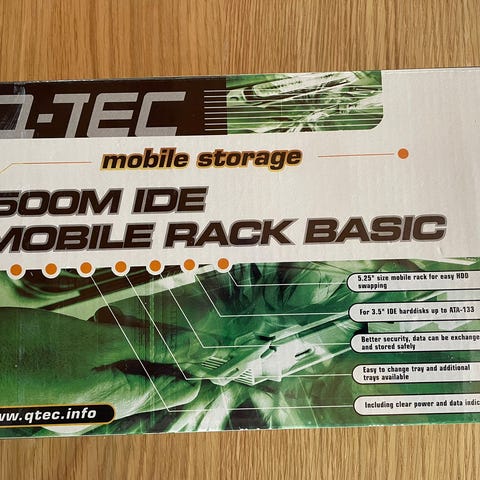 Q-TEC
mobile storage
500M IDE
MOBILE RACK BASIC
5.25" size mobile rack for easy HDD
swapping
For 3.5" IDE harddisks up to ATA-133
Better security, data can be exchange
and stored safely
Easy to change tray and additional
trays available
Including clear power and data indic
ww.qtec.info